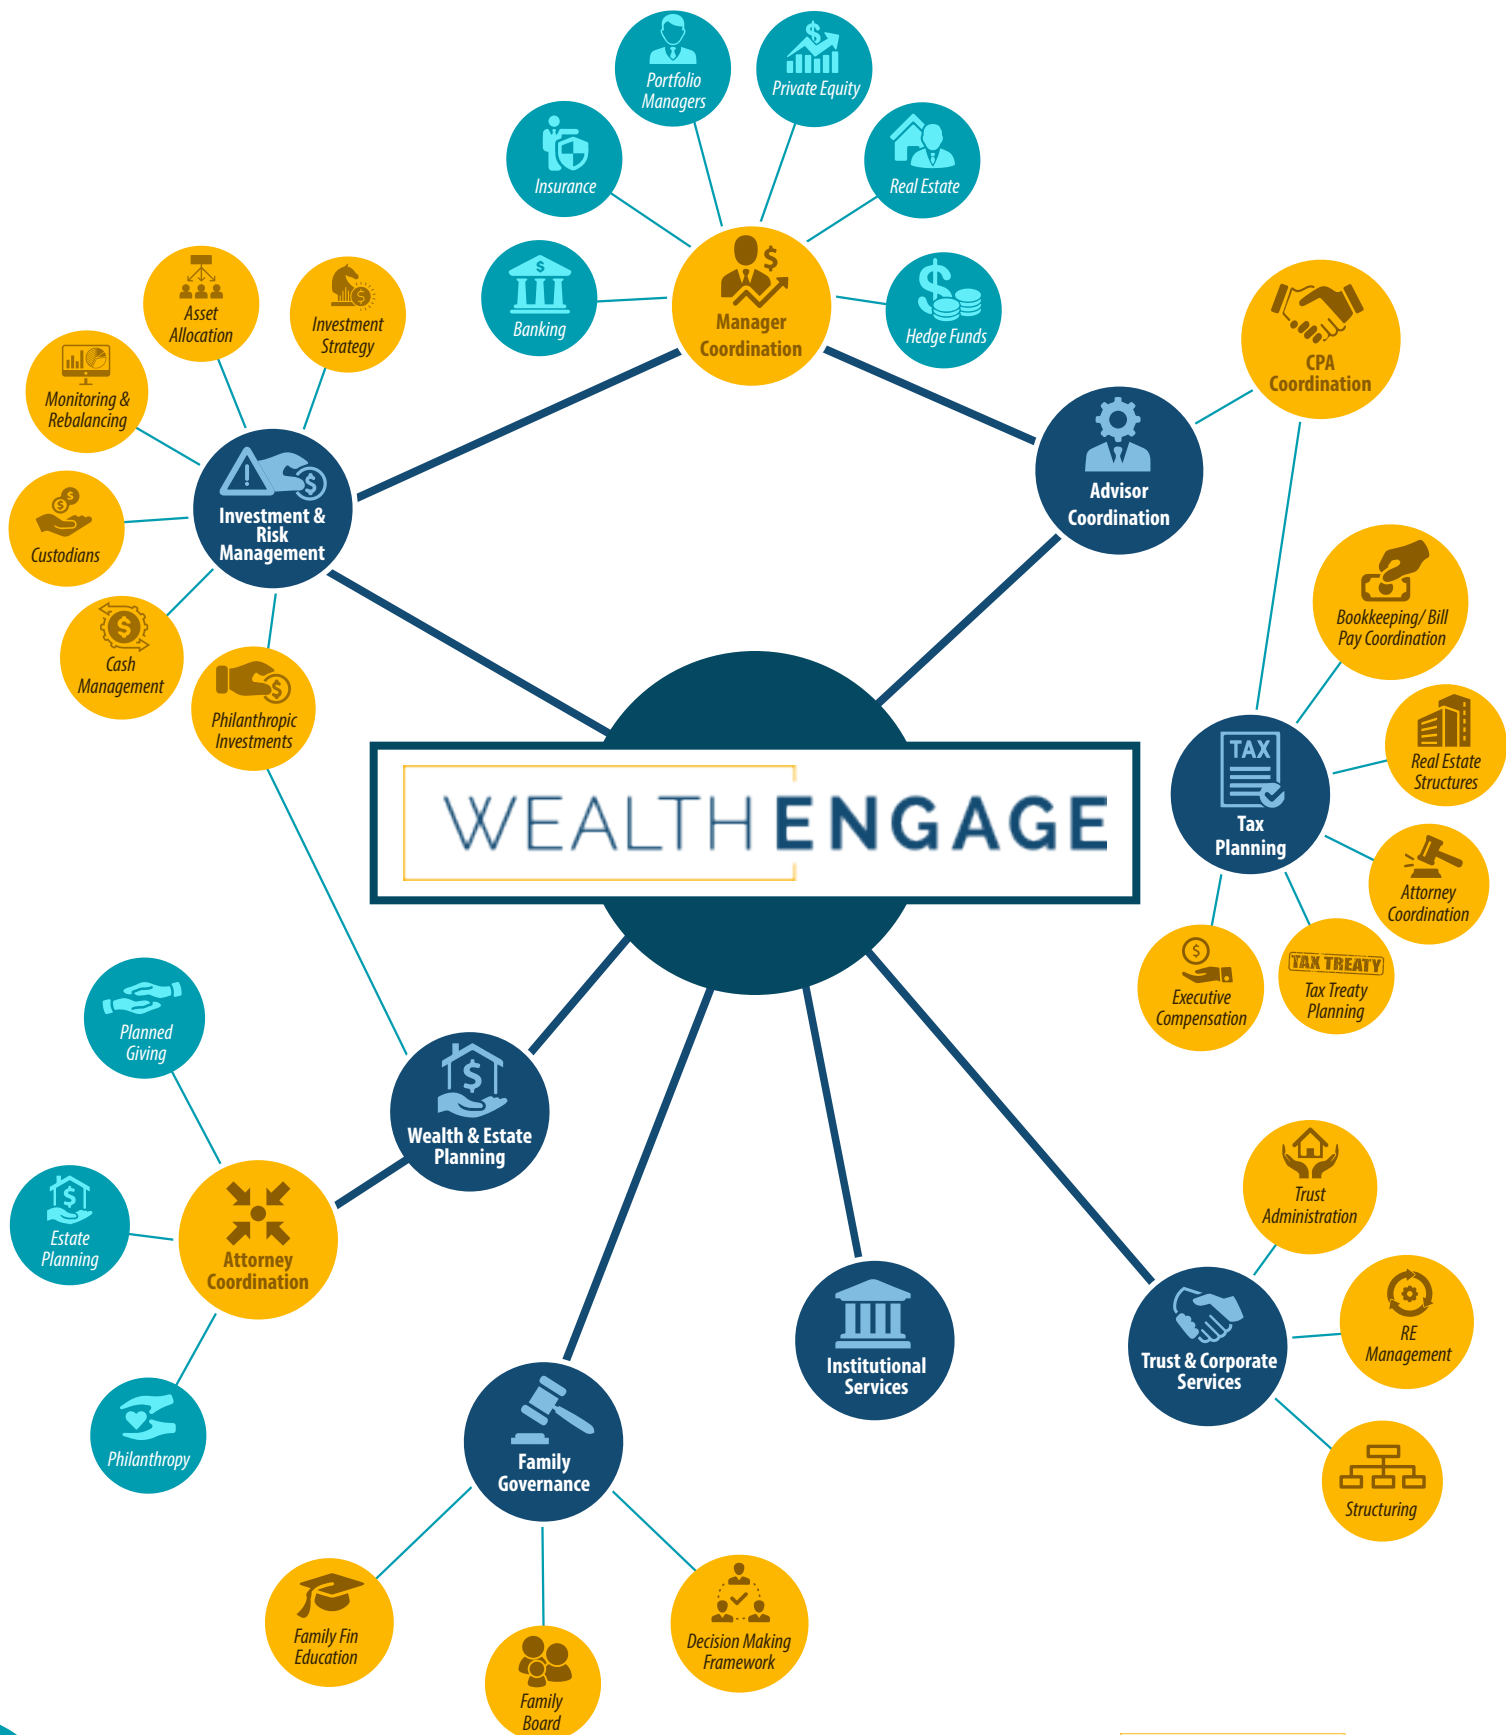 Portfolio
Managers
Private Equity
Insurance
Real Estate
Banking
Manager
Coordination
Hedge Funds
Asset
Allocation
Investment
Strategy
Monitoring &
Rebalancing
Custodians
Investment &
Risk
Management
Cash
Management
Philanthropic
Investments
Advisor
Coordination
CPA
Coordination
Bookkeeping/ Bill
Pay Coordination
Real Estate
Structures
TAX
Tax
Planning
Attorney
Coordination
TAX TREATY
Tax Treaty
Planning
Executive
Compensation
WEALTH ENGAGE
Planned
Giving
Wealth & Estate
Planning
Estate
Planning
Attorney
Coordination
Philanthropy
Family
Governance
Family Fin
Education
Family
Board
Decision Making
Framework
Institutional
Services
Trust & Corporate
Services
Trust
Administration
RE
Management
Structuring